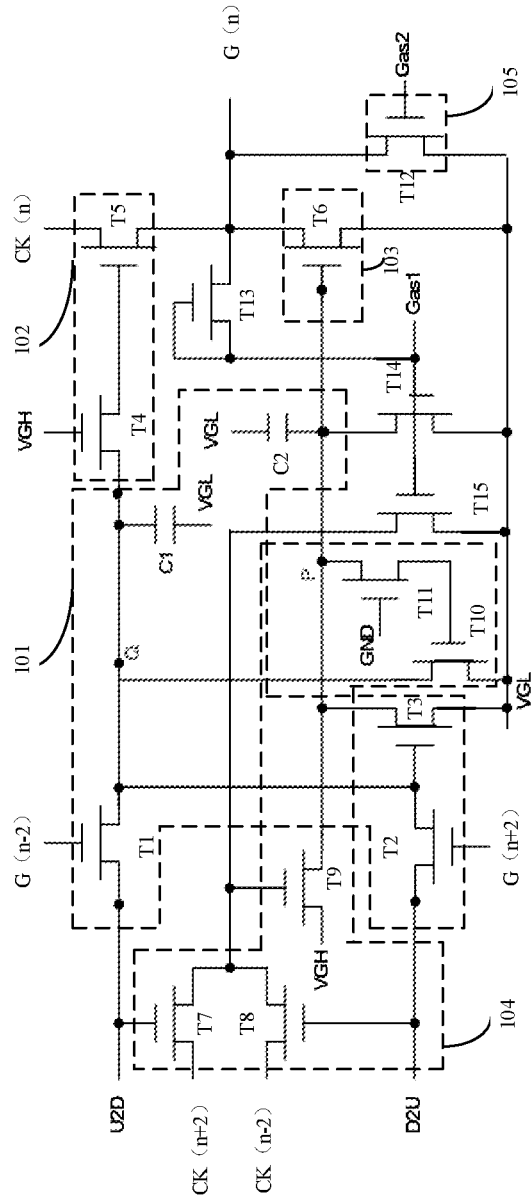 G（n）
CK（n）
102
T5
T4
VGH
VGL
C1
101
Q
G（n-2）
T1
U2D
T7
T8
CK（n+2）
CK（n-2）
D2U
104
VGH
T9
T2
G（n+2）
T3
VGL
T10
T11
GND
P
T15
T14
C2
VGL
Gas1
T13
T6
103
T12
Gas2
105